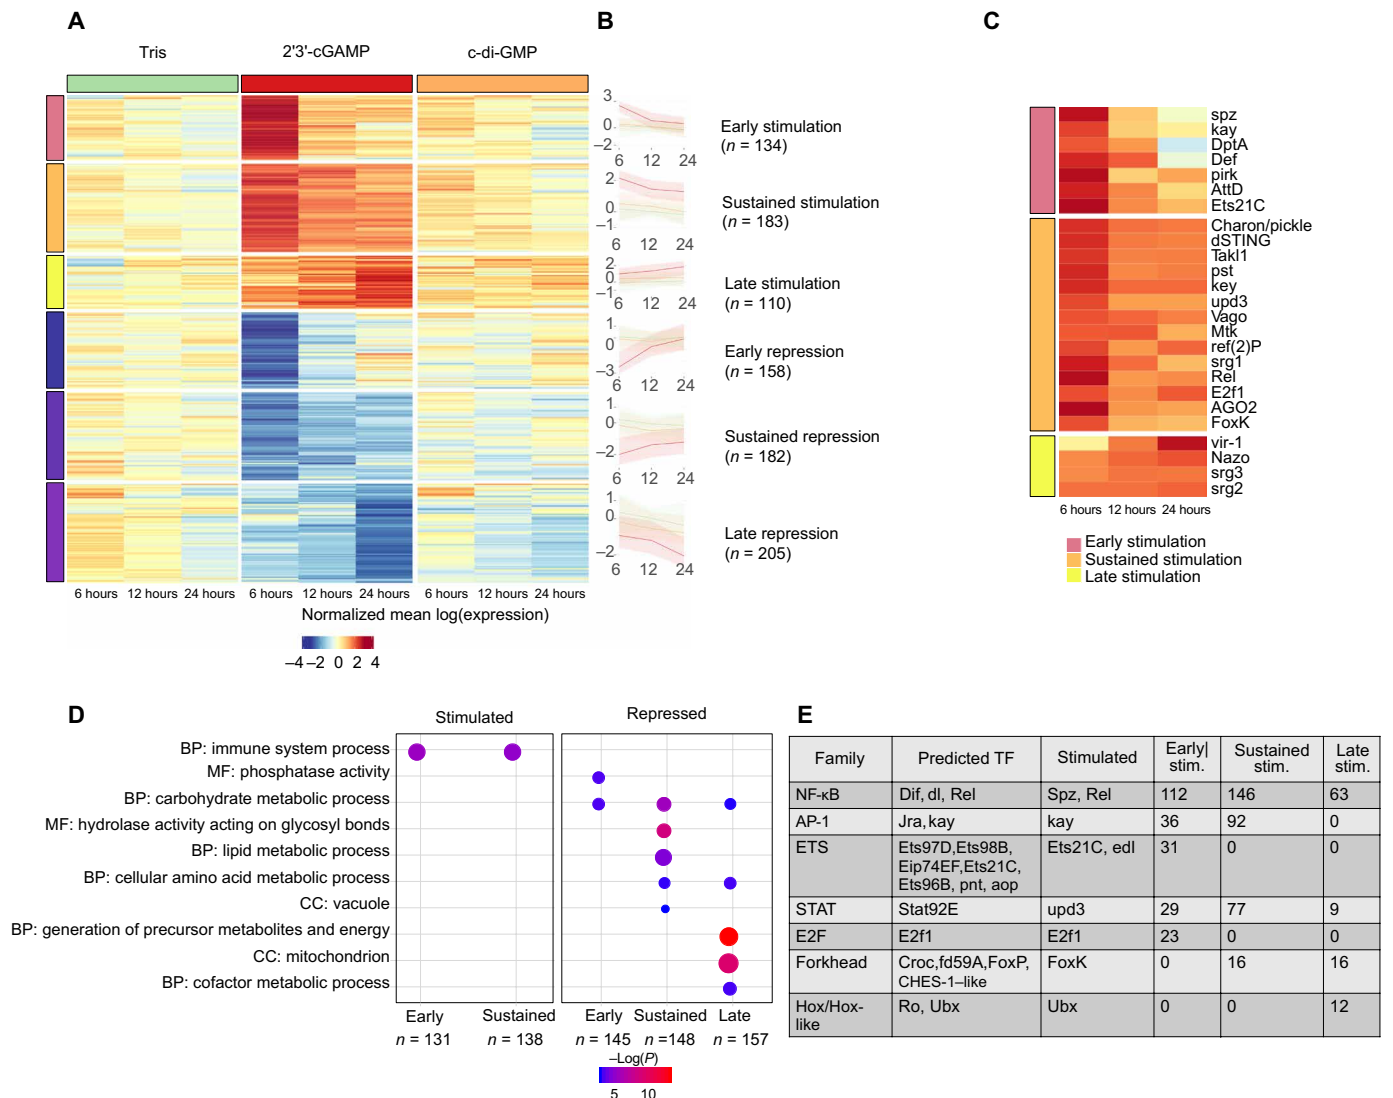 A
B
C
Tris
2'3'-cGAMP
c-di-GMP
3
0
–2
6 12 24
Early stimulation
(n = 134)
2
0
–1
6 12 24
Sustained stimulation
(n = 183)
2
–1
6 12 24
Late stimulation
(n = 110)
1
0
–3
6 12 24
Early repression
(n = 158)
1
–2
6 12 24
Sustained repression
(n = 182)
1
0
–2
6 12 24
Late repression
(n = 205)
6 hours 12 hours 24 hours 6 hours 12 hours 24 hours 6 hours 12 hours 24 hours
Normalized mean log(expression)
–4 –2 0 2 4
spz
kay
DptA
Def
pirk
AttD
Ets21C
Charon/pickle
dSTING
Takl1
pst
key
upd3
Vago
Mtk
ref(2)P
srg1
Rel
E2f1
AGO2
FoxK
vir-1
Nazo
srg3
srg2
6 hours 12 hours 24 hours
Early stimulation
Sustained stimulation
Late stimulation
D
Stimulated
Repressed
BP: immune system process
MF: phosphatase activity
BP: carbohydrate metabolic process
MF: hydrolase activity acting on glycosyl bonds
BP: lipid metabolic process
BP: cellular amino acid metabolic process
CC: vacuole
BP: generation of precursor metabolites and energy
CC: mitochondrion
BP: cofactor metabolic process
Early Sustained Early Sustained Late
n = 131 n = 138 n = 145 n =148 n = 157
–Log(P)
5 10
E
Family Predicted TF Stimulated Early| stim. Sustained stim. Late stim.
NF-κB Dif, dl, Rel Spz, Rel 112 146 63
AP-1 Jra, kay kay 36 92 0
ETS Ets97D,Ets98B, Ets21C, edl 31 0 0
Eip74EF,Ets21C,
Ets96B, pnt, aop
STAT Stat92E upd3 29 77 9
E2F E2f1 E2f1 23 0 0
Forkhead Croc,fd59A,FoxP, FoxK 0 16 16
CHES-1–like
Hox/Hox- Ro, Ubx Ubx 0 0 12
like